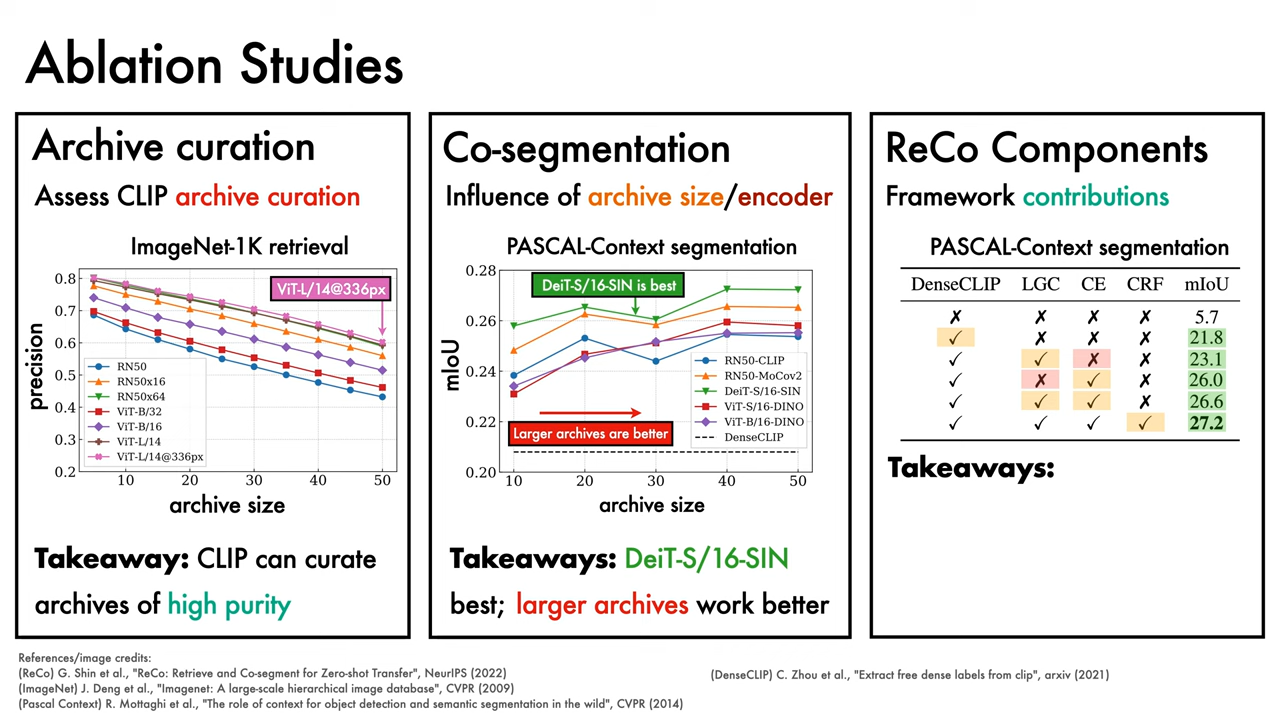 Ablation Studies
Archive curation
Assess CLIP archive curation
ImageNet-1K retrieval
ViT-L/14@336px
0.8
0.7
0.6
0.5
0.4
0.3
0.2
precision
RN50
RN50x16
RN50x64
ViT-B/32
ViT-B/16
ViT-L/14
ViT-L/14@336px
10 20 30 40 50
archive size
Takeaway: CLIP can curate
archives of high purity
Co-segmentation
Influence of archive size/encoder
PASCAL-Context segmentation
DeiT-S/16-SIN is best
0.28
0.26
0.24
0.22
0.20
mIoU
RN50-CLIP
RN50-MoCov2
DeiT-S/16-SIN
ViT-S/16-DINO
ViT-B/16-DINO
DenseCLIP
Larger archives are better
10 20 30 40 50
archive size
Takeaways: DeiT-S/16-SIN
best; larger archives work better
ReCo Components
Framework contributions
PASCAL-Context segmentation
DenseCLIP LGC CE CRF mIoU
✗ ✗ ✗ ✗ 5.7
✓ ✗ ✗ ✗ 21.8
✓ ✓ ✗ ✗ 23.1
✓ ✗ ✓ ✗ 26.0
✓ ✓ ✓ ✗ 26.6
✓ ✓ ✓ ✓ 27.2
Takeaways:
References/image credits:
(ReCo) G. Shin et al., "ReCo: Retrieve and Co-segment for Zero-shot Transfer", NeurIPS (2022)
(ImageNet) J. Deng et al., "Imagenet: A large-scale hierarchical image database", CVPR (2009)
(Pascal Context) R. Mottaghi et al., "The role of context for object detection and semantic segmentation in the wild", CVPR (2014)
(DenseCLIP) C. Zhou et al., "Extract free dense labels from clip", arxiv (2021)